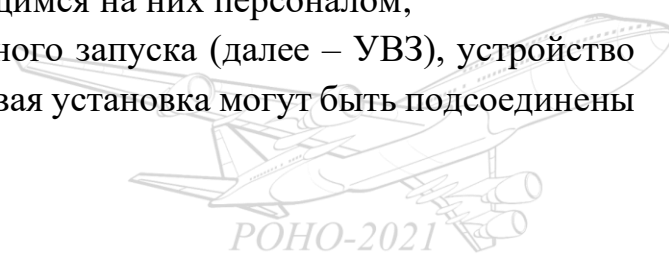 щимся на них персоналом;
ного запуска (далее – УВЗ), устройство
вая установка могут быть подсоединены
РОНО-2021